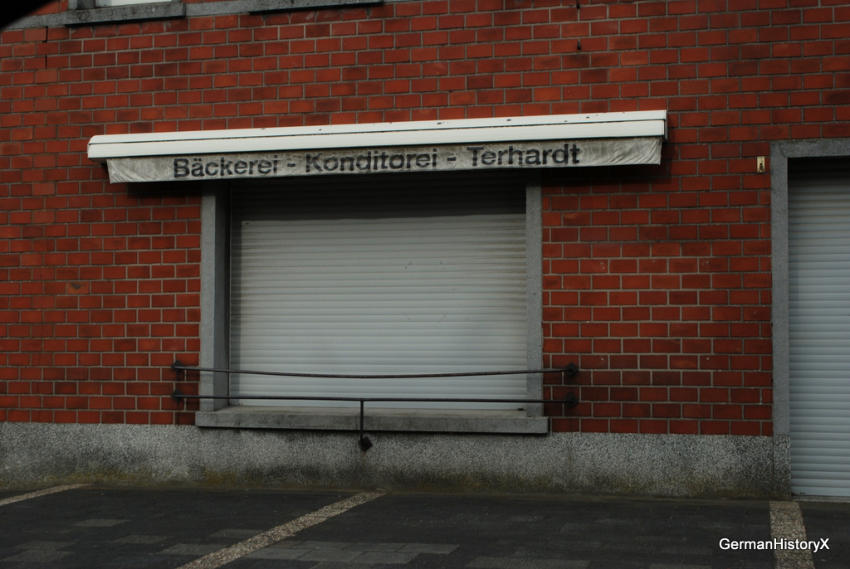 Bäckerei - Konditorei - Terhardt
GermanHistoryX